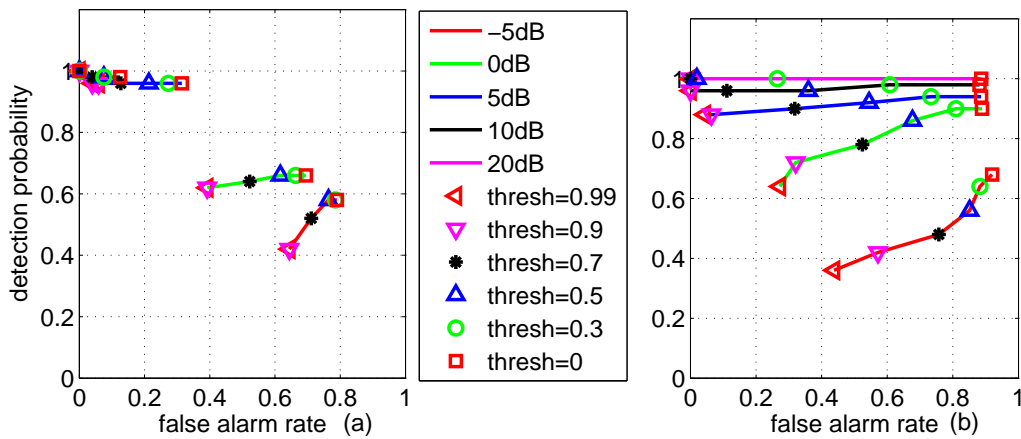 detection probability
1
0.8
0.6
0.4
0.2
0
0 0.2 0.4 0.6 0.8 1
false alarm rate (a)
−5dB
0dB
5dB
10dB
20dB
thresh=0.99
thresh=0.9
thresh=0.7
thresh=0.5
thresh=0.3
thresh=0
1
0.8
0.6
0.4
0.2
0
0 0.2 0.4 0.6 0.8 1
false alarm rate (b)